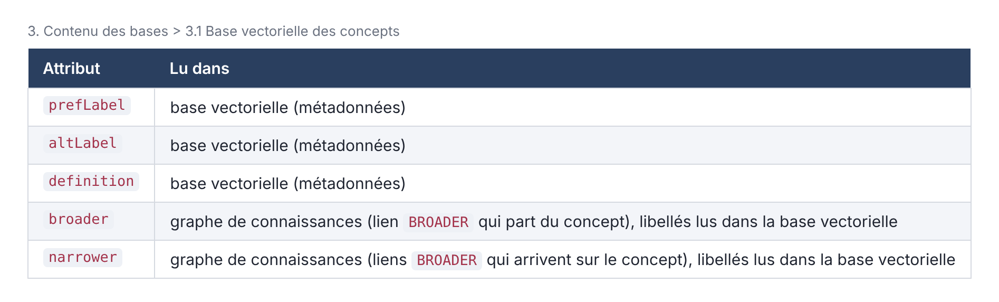 3. Contenu des bases > 3.1 Base vectorielle des concepts
Attribut Lu dans
prefLabel base vectorielle (métadonnées)
altLabel base vectorielle (métadonnées)
definition base vectorielle (métadonnées)
broader graphe de connaissances (lien BROADER qui part du concept), libellés lus dans la base vectorielle
narrower graphe de connaissances (liens BROADER qui arrivent sur le concept), libellés lus dans la base vectorielle